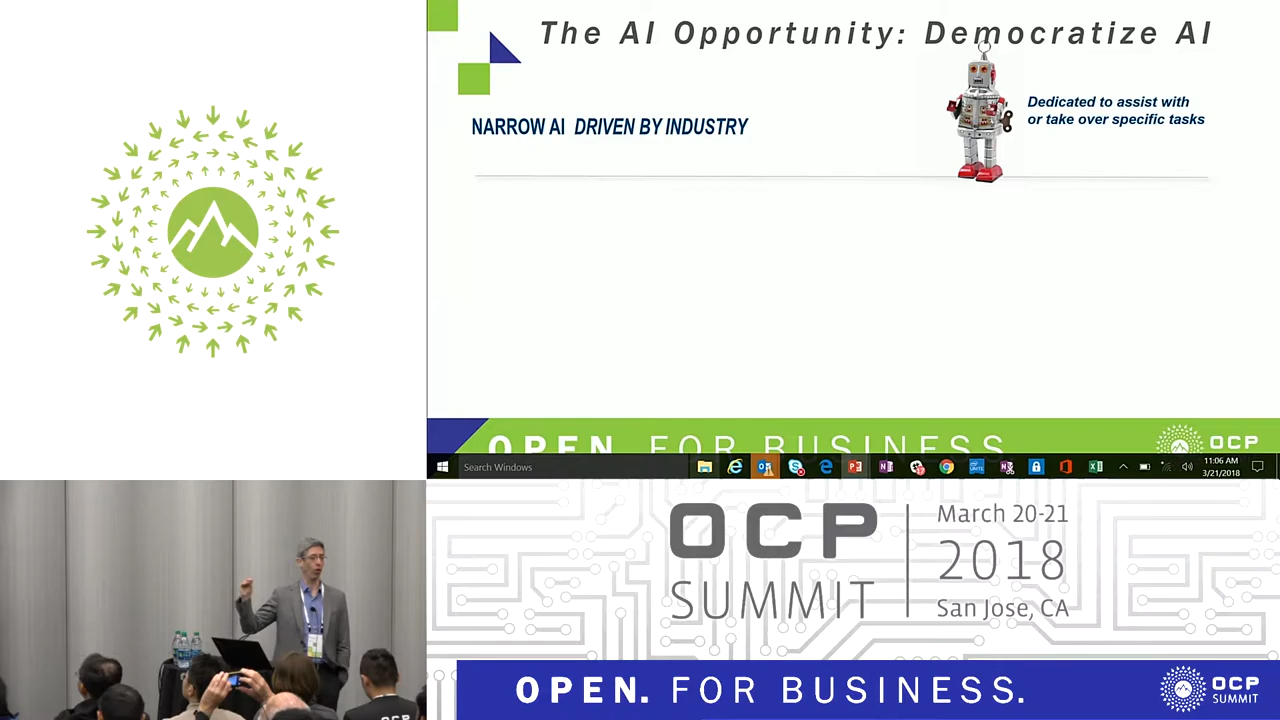 The AI Opportunity: Democratize AI
NARROW AI DRIVEN BY INDUSTRY
Dedicated to assist with
or take over specific tasks
OPEN. FOR BUSINESS.
OCP
Search Windows
11:06 AM
3/21/2018
OCP
SUMMIT
March 20-21
2018
San Jose, CA
OPEN. FOR BUSINESS.
OCP
SUMMIT
OCP